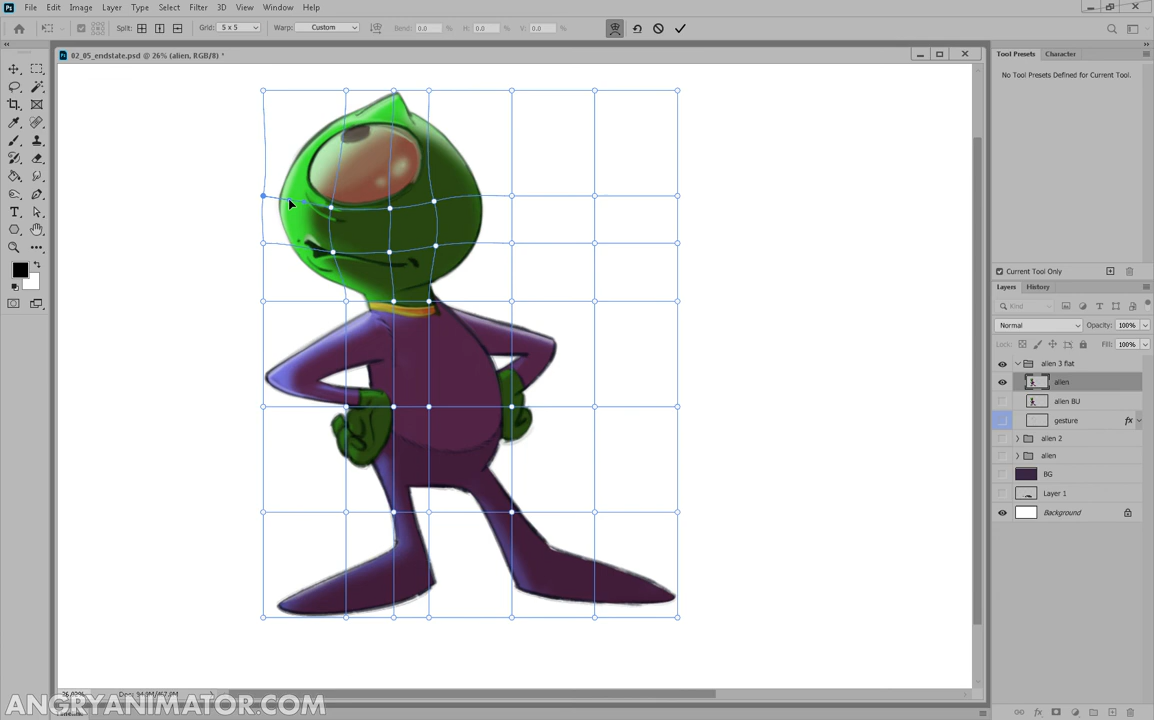 Ps File Edit Image Layer Type Select Filter 3D View Window Help
Split: Grid: 5 x 5 Warp: Custom Bend: 0.0 % H: 0.0 % V: 0.0 %
02_05_endstate.psd @ 26% (alien, RGB/8) *
Tool Presets Character
No Tool Presets Defined for Current Tool.
Current Tool Only
Layers History
Kind
Normal Opacity: 100%
Lock: Fill: 100%
alien 3 flat
alien
alien BU
gesture fx
alien 2
alien
BG
Layer 1
Background
ANGRYANIMATOR.COM